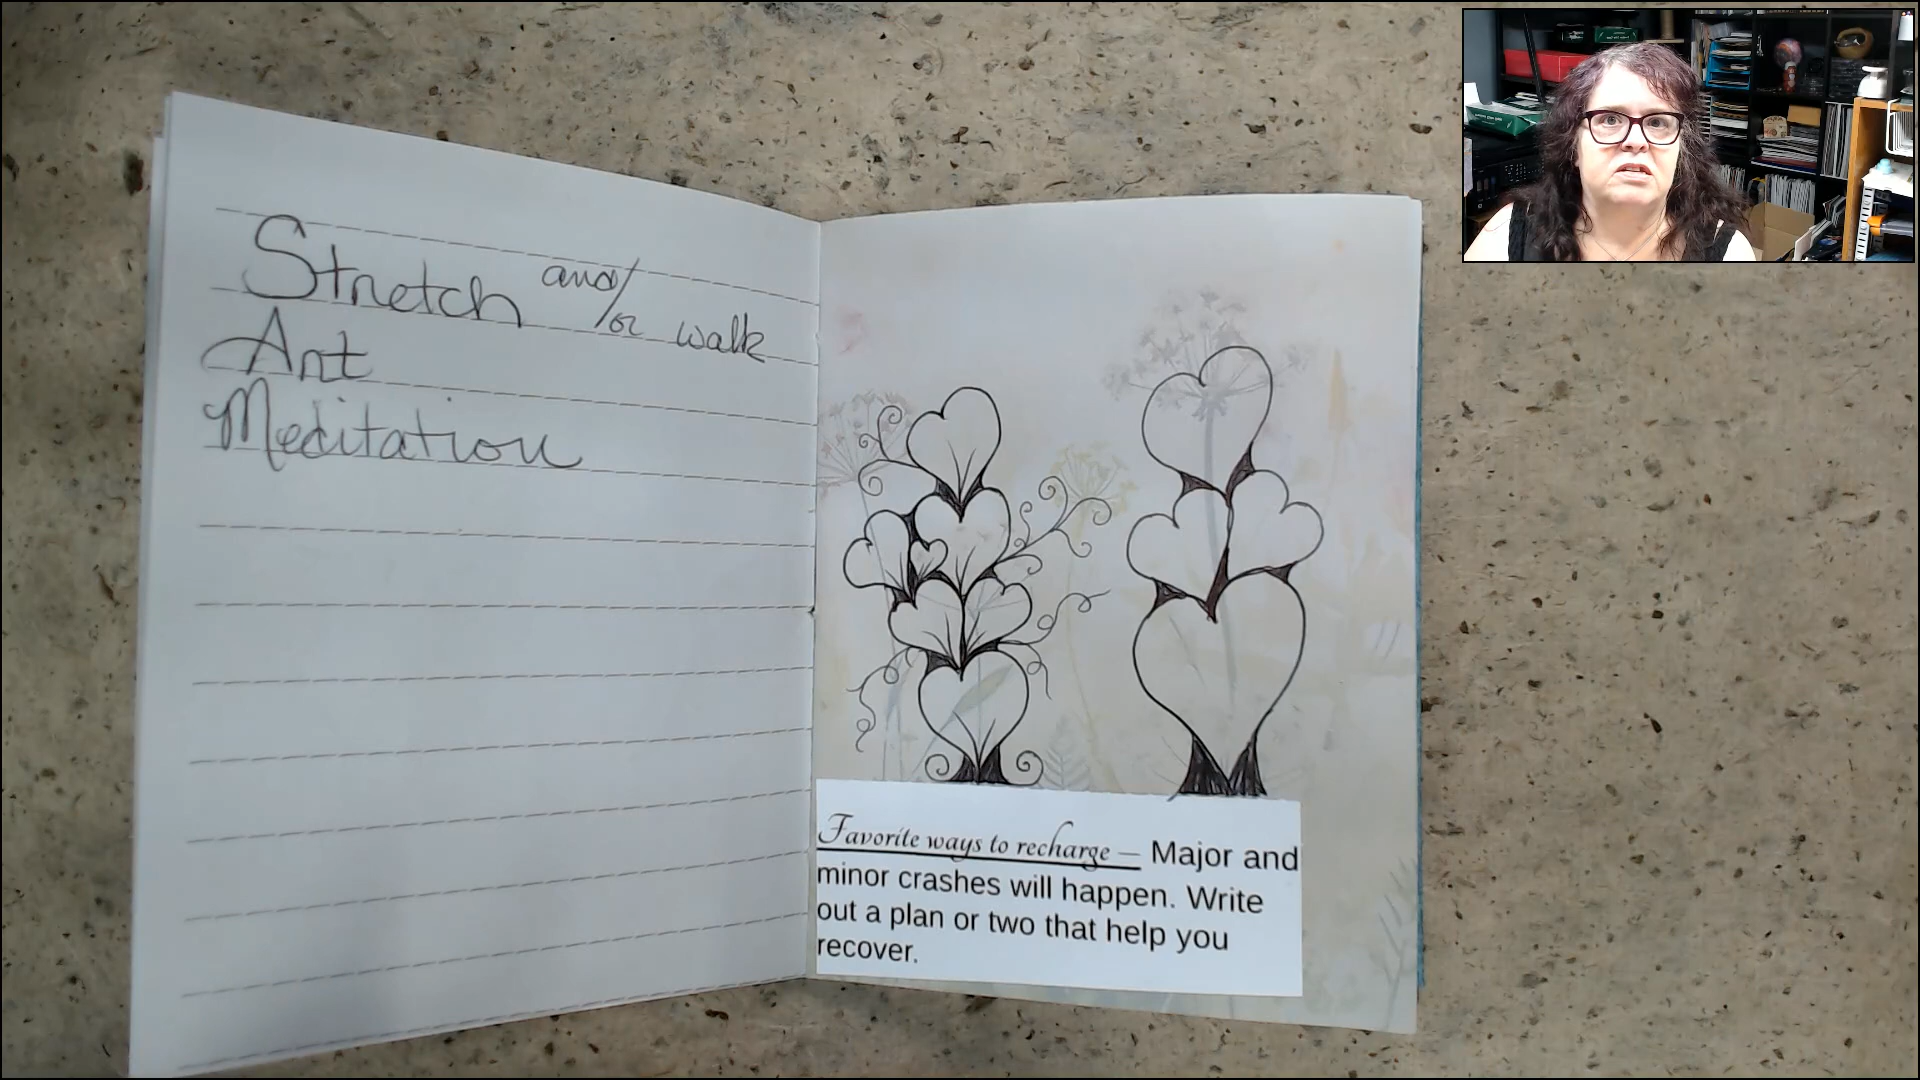 Stretch and/or walk
Art
Meditation
Favorite ways to recharge — Major and
minor crashes will happen. Write
out a plan or two that help you
recover.